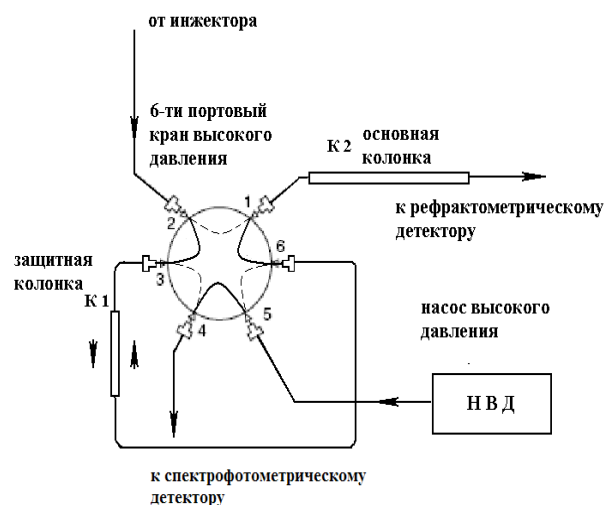 от инжектора
6-ти портовый
кран высокого
давления
К 2
основная
колонка
к рефрактометрическому
детектору
1
2
3
4
5
6
защитная
колонка
К 1
насос высокого
давления
Н В Д
к спектрофотометрическому
детектору